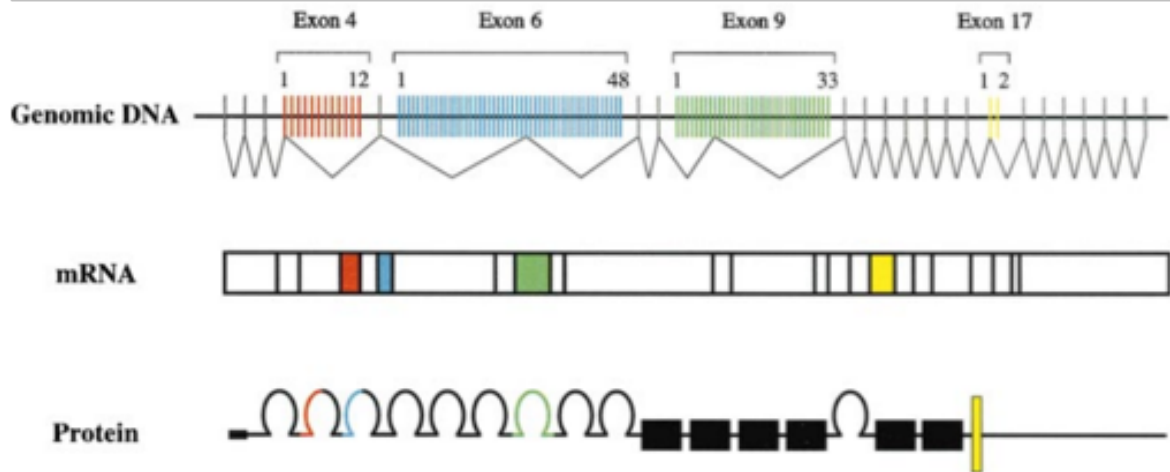 Exon 4 Exon 6 Exon 9 Exon 17
1 12 1 48 1 33 1 2
Genomic DNA
mRNA
Protein